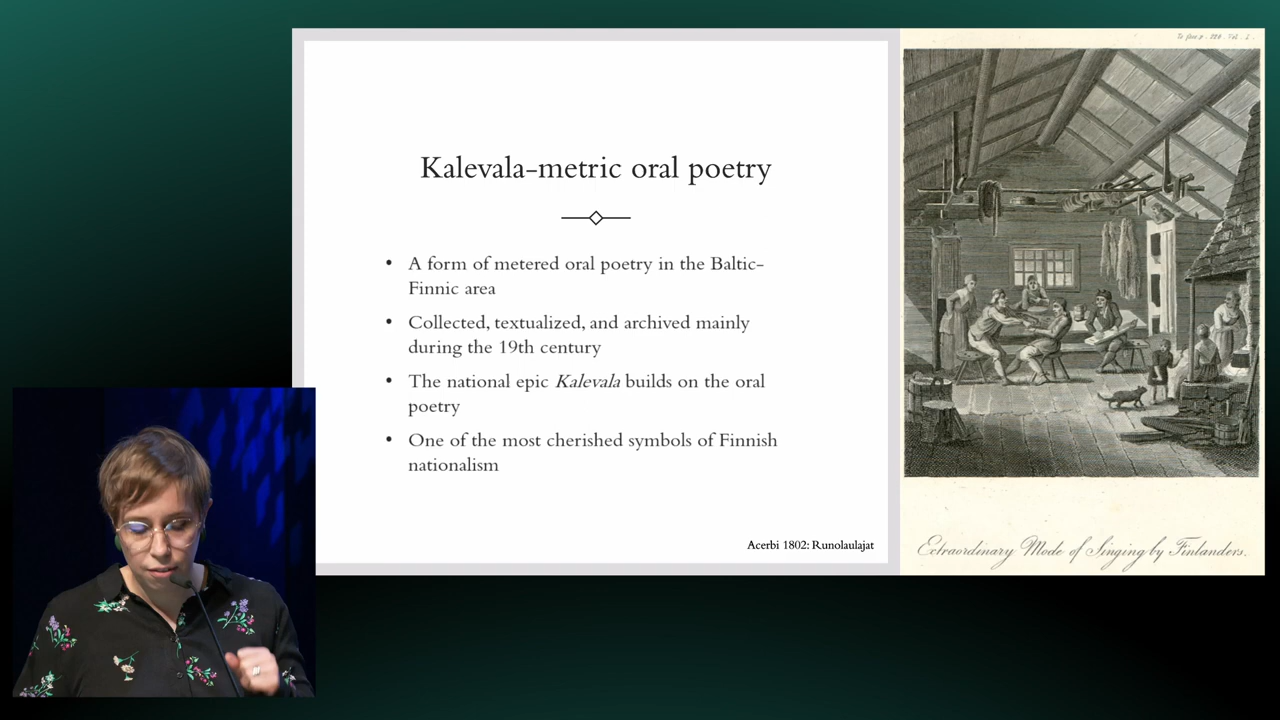 Kalevala-metric oral poetry
• A form of metered oral poetry in the Baltic-
Finnic area
• Collected, textualized, and archived mainly
during the 19th century
• The national epic Kalevala builds on the oral
poetry
• One of the most cherished symbols of Finnish
nationalism
Acerbi 1802: Runolaulajat
Extraordinary Mode of Singing by Finlanders.